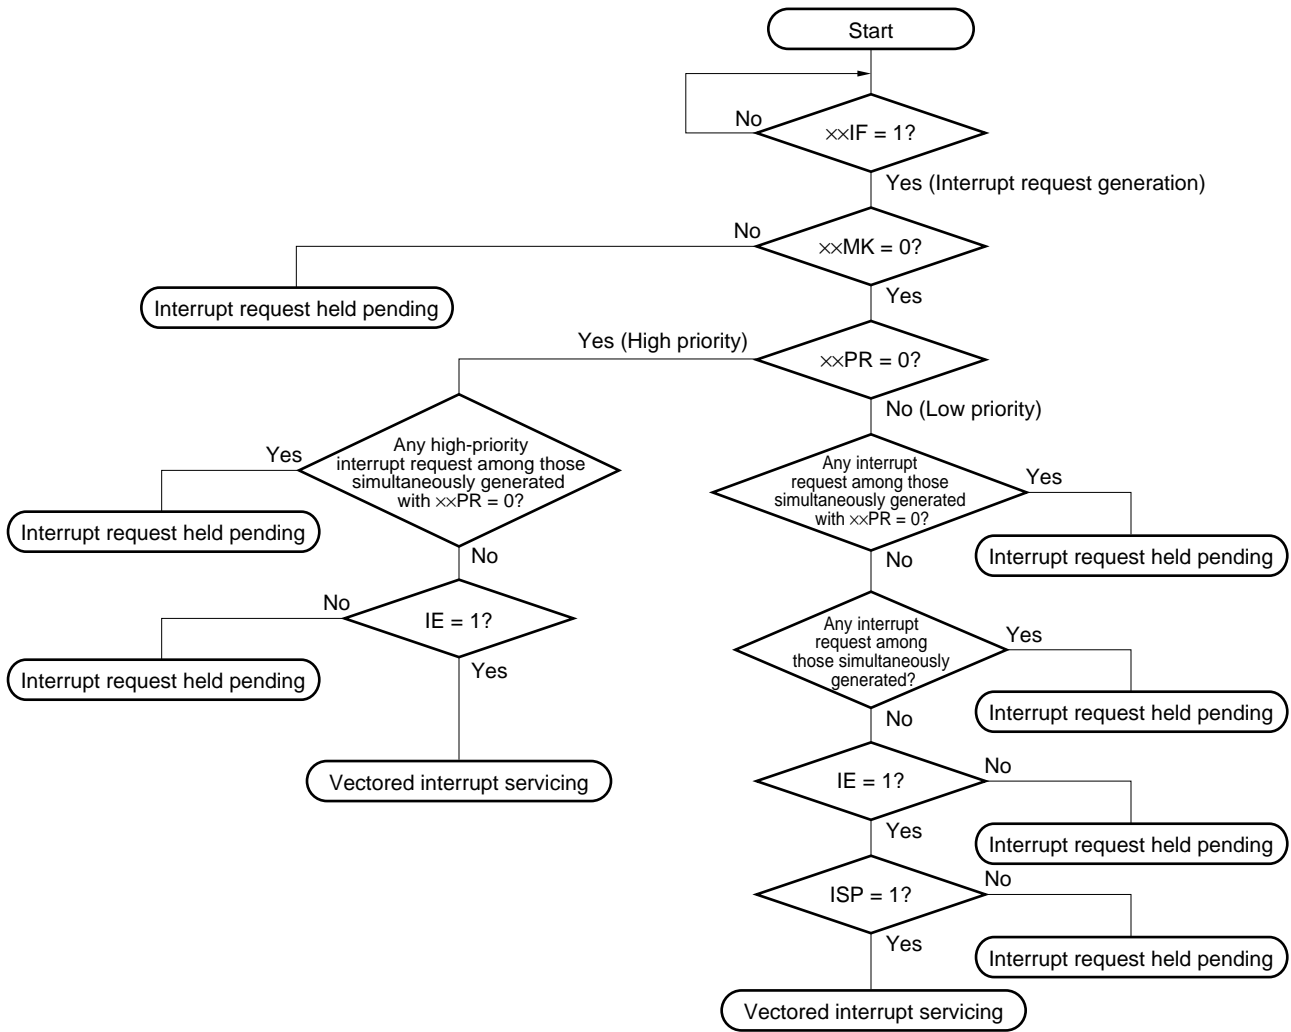 Start
No
××IF = 1?
Yes (Interrupt request generation)
No
××MK = 0?
Interrupt request held pending
Yes
Yes (High priority)
××PR = 0?
No (Low priority)
Yes
Any high-priority
interrupt request among those
simultaneously generated
with ××PR = 0?
Any interrupt
request among those
simultaneously generated
with ××PR = 0?
Yes
Interrupt request held pending
No
Interrupt request held pending
No
No
IE = 1?
Any interrupt
request among
those simultaneously
generated?
Yes
Interrupt request held pending
Yes
Interrupt request held pending
No
Vectored interrupt servicing
IE = 1?
No
Yes
Interrupt request held pending
ISP = 1?
No
Yes
Interrupt request held pending
Vectored interrupt servicing